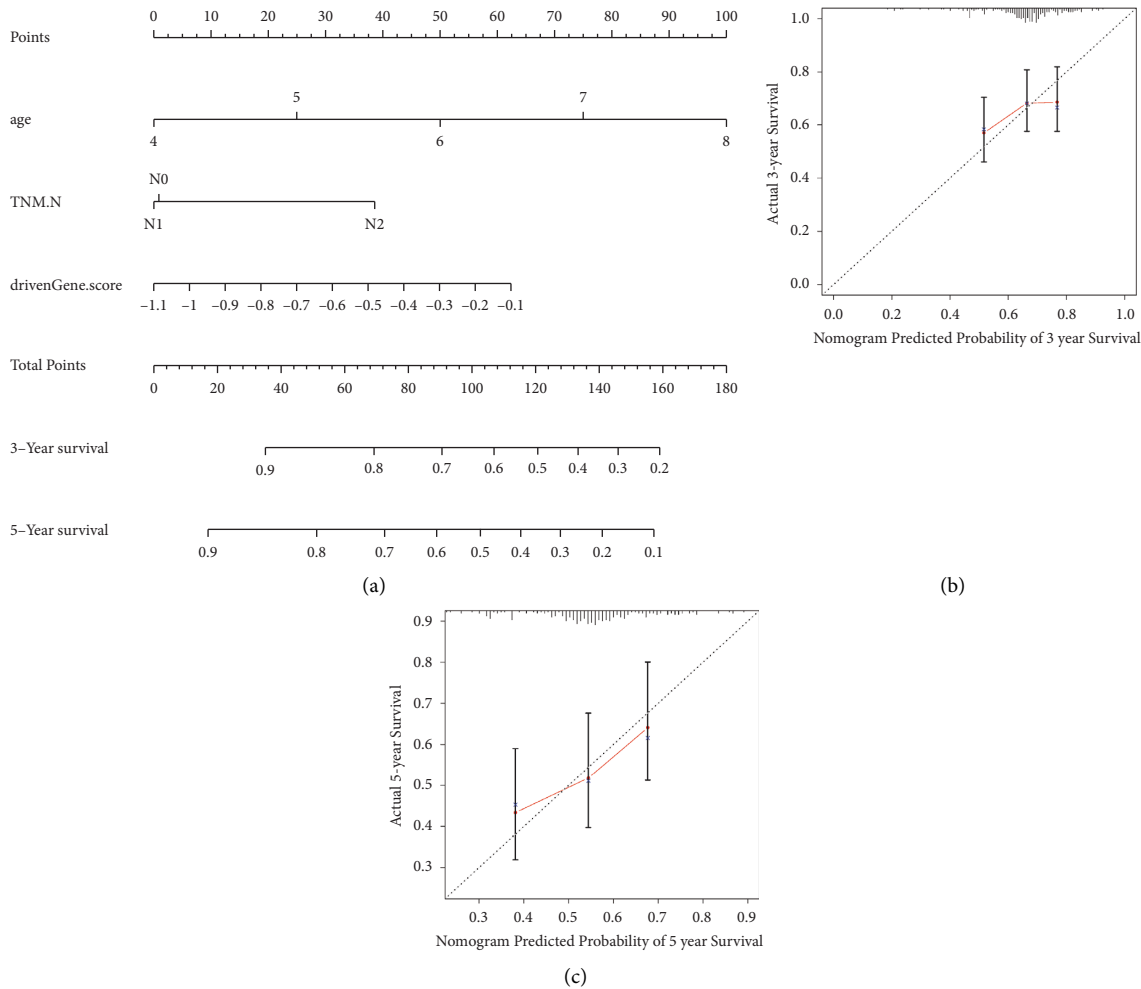 0 10 20 30 40 50 60 70 80 90 100
Points
5 7
age
4 6 8
N0
TNM.N
N1 N2
drivenGene.score
–1.1 –1 –0.9 –0.8 –0.7 –0.6 –0.5 –0.4 –0.3 –0.2 –0.1
Total Points
0 20 40 60 80 100 120 140 160 180
3–Year survival
0.9 0.8 0.7 0.6 0.5 0.4 0.3 0.2
5–Year survival
0.9 0.8 0.7 0.6 0.5 0.4 0.3 0.2 0.1
(a)
Actual 3-year Survival
1.0
0.8
0.6
0.4
0.2
0.0
0.0 0.2 0.4 0.6 0.8 1.0
Nomogram Predicted Probability of 3 year Survival
(b)
Actual 5-year Survival
0.9
0.8
0.7
0.6
0.5
0.4
0.3
0.3 0.4 0.5 0.6 0.7 0.8 0.9
Nomogram Predicted Probability of 5 year Survival
(c)